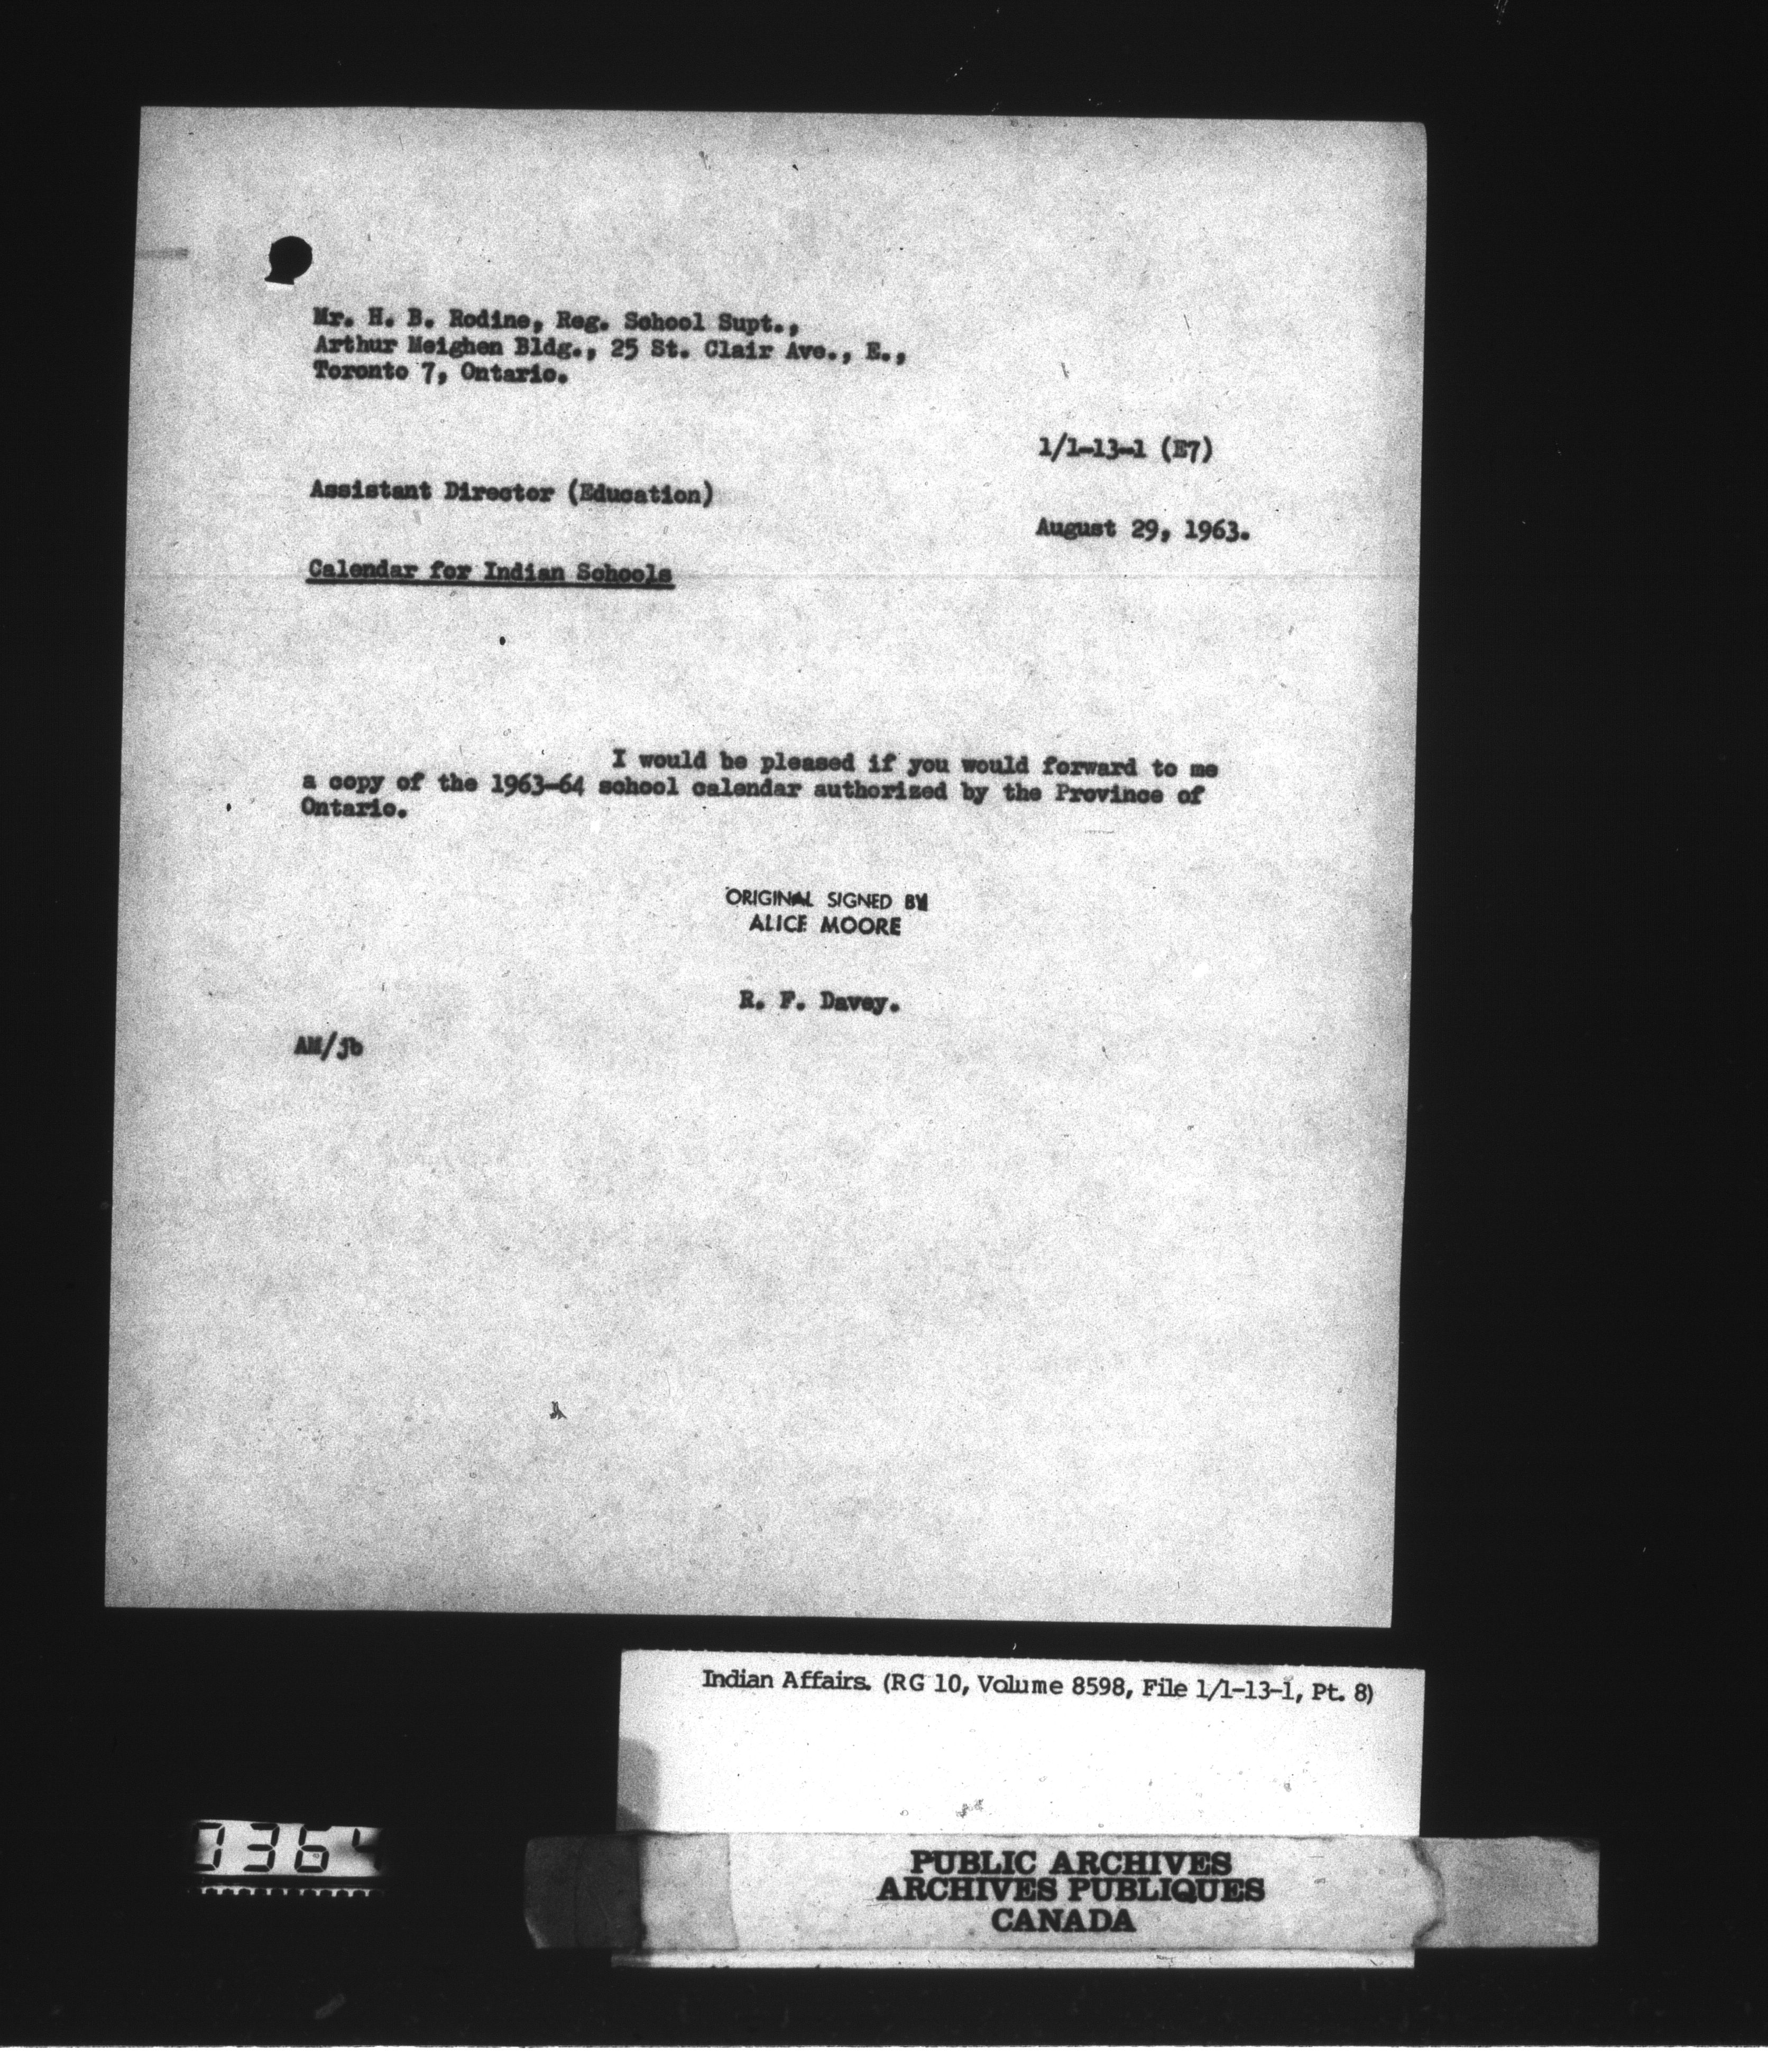 Mr. H. B. Rodine, Reg. School Supt.,
Arthur Meighen Bldg., 25 St. Clair Ave., E.,
Toronto 7, Ontario.
1/1-13-1 (E7)
Assistant Director (Education)
August 29, 1963.
Calendar for Indian Schools
I would be pleased if you would forward to me
a copy of the 1963-64 school calendar authorized by the Province of
Ontario.
ORIGINAL SIGNED BY
ALICE MOORE
R. F. Davey.
AM/jb
Indian Affairs. (RG 10, Volume 8598, File 1/1-13-1, Pt. 8)
PUBLIC ARCHIVES
ARCHIVES PUBLIQUES
CANADA